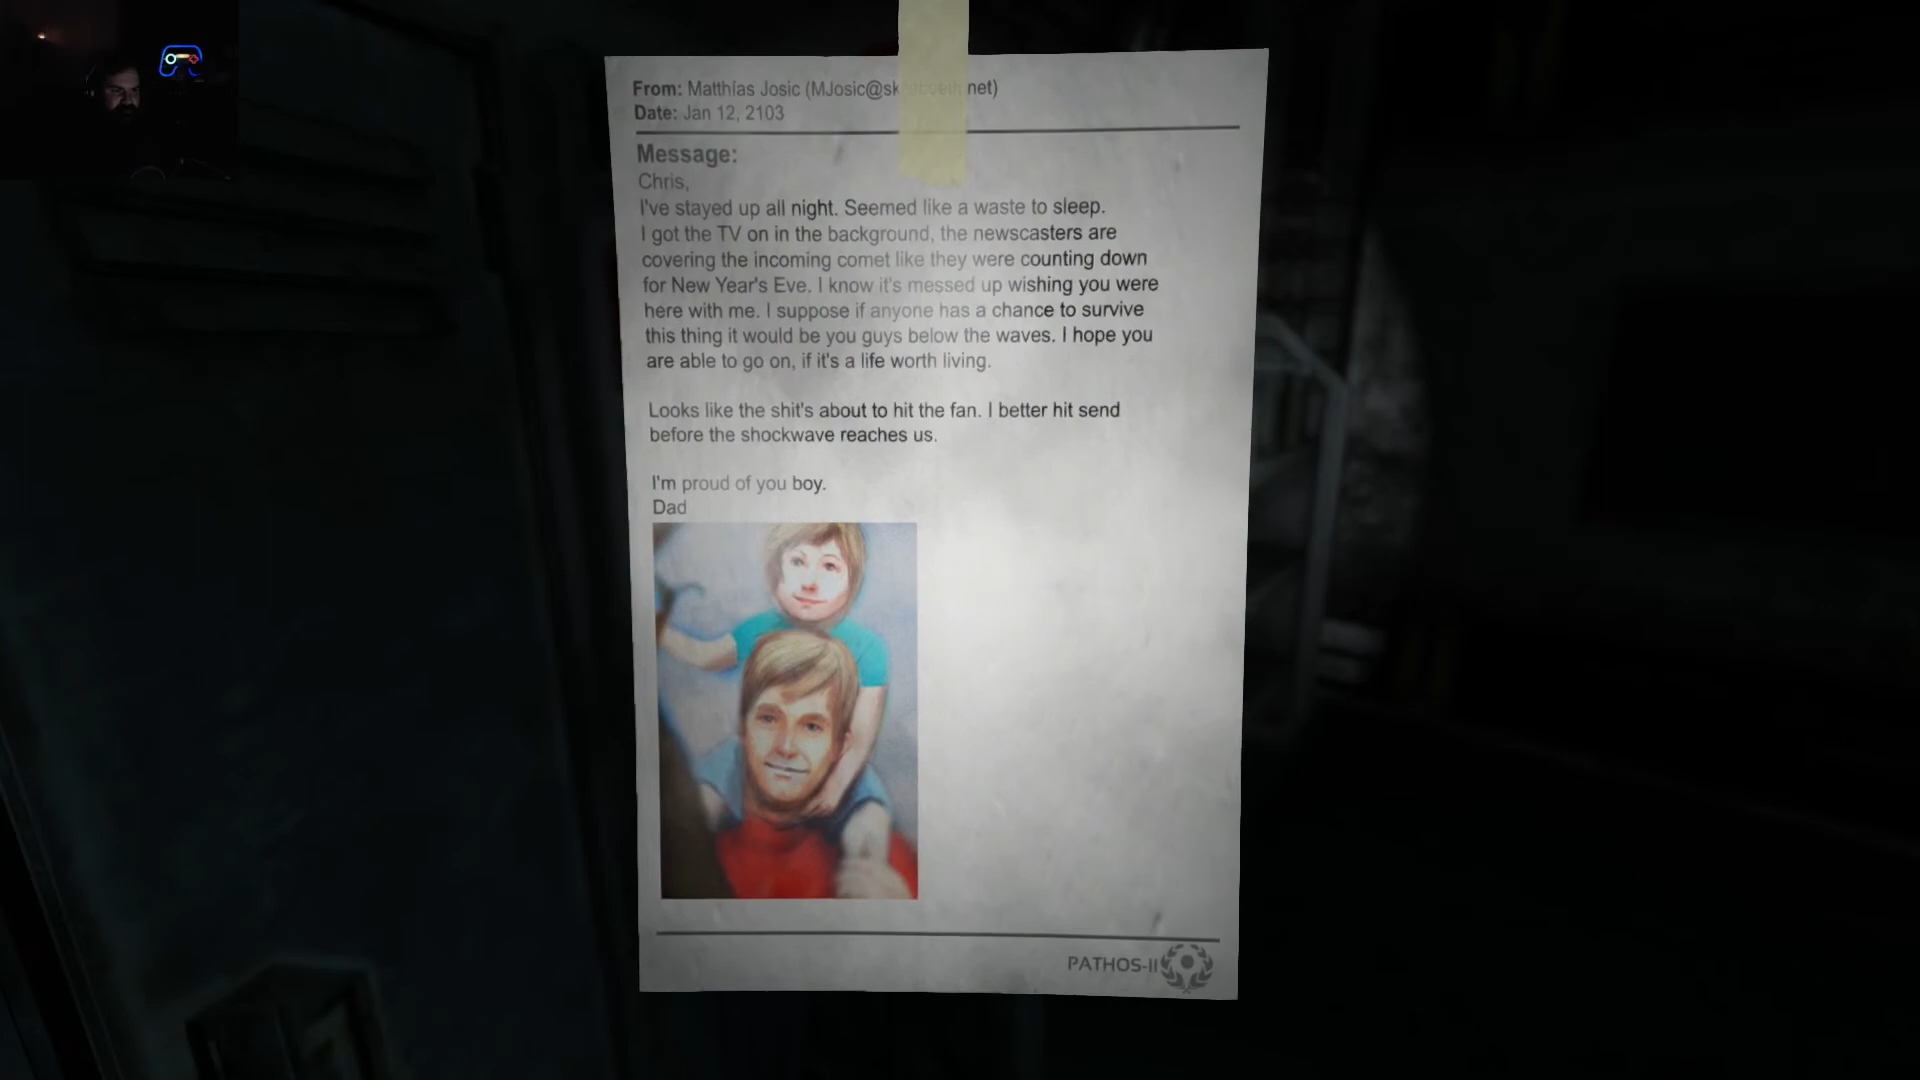 From: Matthías Josic (MJosic@sk net)
Date: Jan 12, 2103
Message:
Chris,
I've stayed up all night. Seemed like a waste to sleep.
I got the TV on in the background, the newscasters are
covering the incoming comet like they were counting down
for New Year's Eve. I know it's messed up wishing you were
here with me. I suppose if anyone has a chance to survive
this thing it would be you guys below the waves. I hope you
are able to go on, if it's a life worth living.
Looks like the shit's about to hit the fan. I better hit send
before the shockwave reaches us.
I'm proud of you boy.
Dad
PATHOS-II